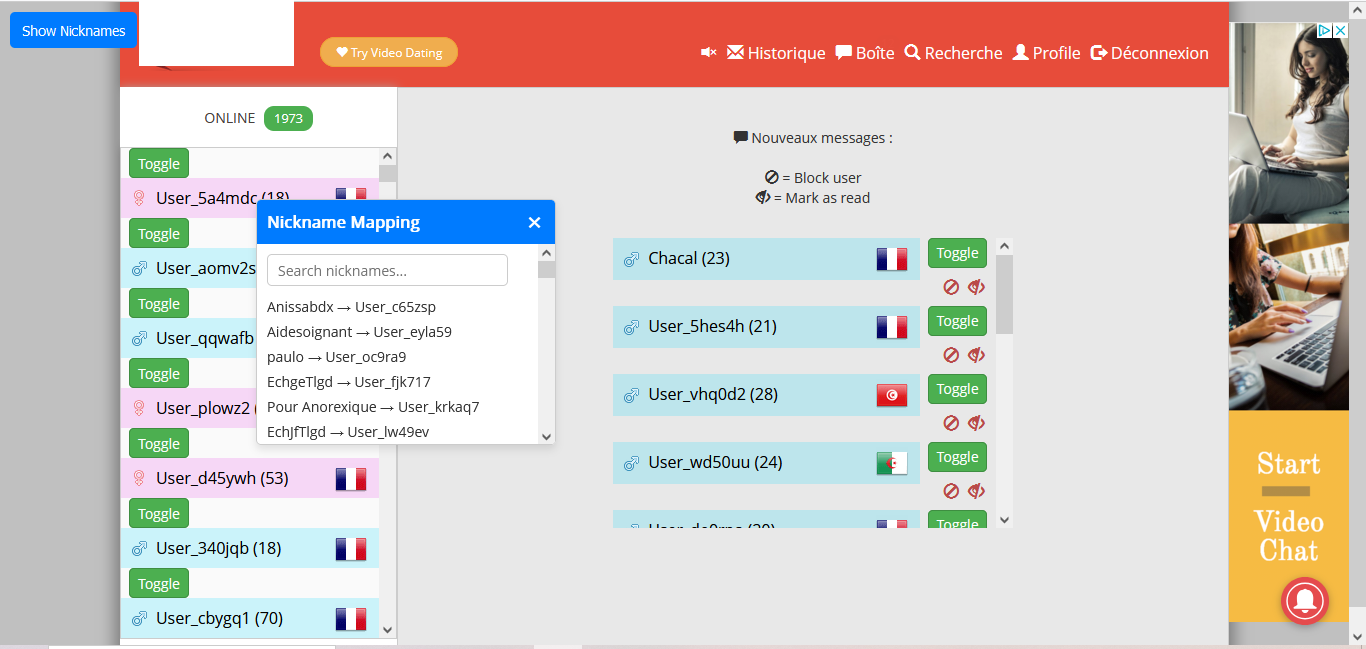 Show Nicknames
Try Video Dating
Historique
Boîte
Recherche
Profile
Déconnexion
ONLINE 1973
Toggle
User_5a4mdc (18)
Toggle
User_aomv2s
Toggle
User_qqwafb
Toggle
User_plowz2
Toggle
User_d45ywh (53)
Toggle
User_340jqb (18)
Toggle
User_cbygq1 (70)
Nickname Mapping ×
Search nicknames...
Anissabdx → User_c65zsp
Aidesoignant → User_eyla59
paulo → User_oc9ra9
EchgeTlgd → User_fjk717
Pour Anorexique → User_krkaq7
EchJfTlgd → User_lw49ev
Nouveaux messages :
= Block user
= Mark as read
Chacal (23)
Toggle
User_5hes4h (21)
Toggle
User_vhq0d2 (28)
Toggle
User_wd50uu (24)
Toggle
Toggle
Start
Video
Chat